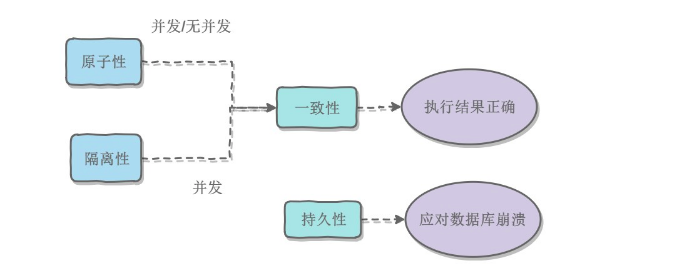 并发/无并发
原子性
一致性
执行结果正确
隔离性
并发
持久性
应对数据库崩溃